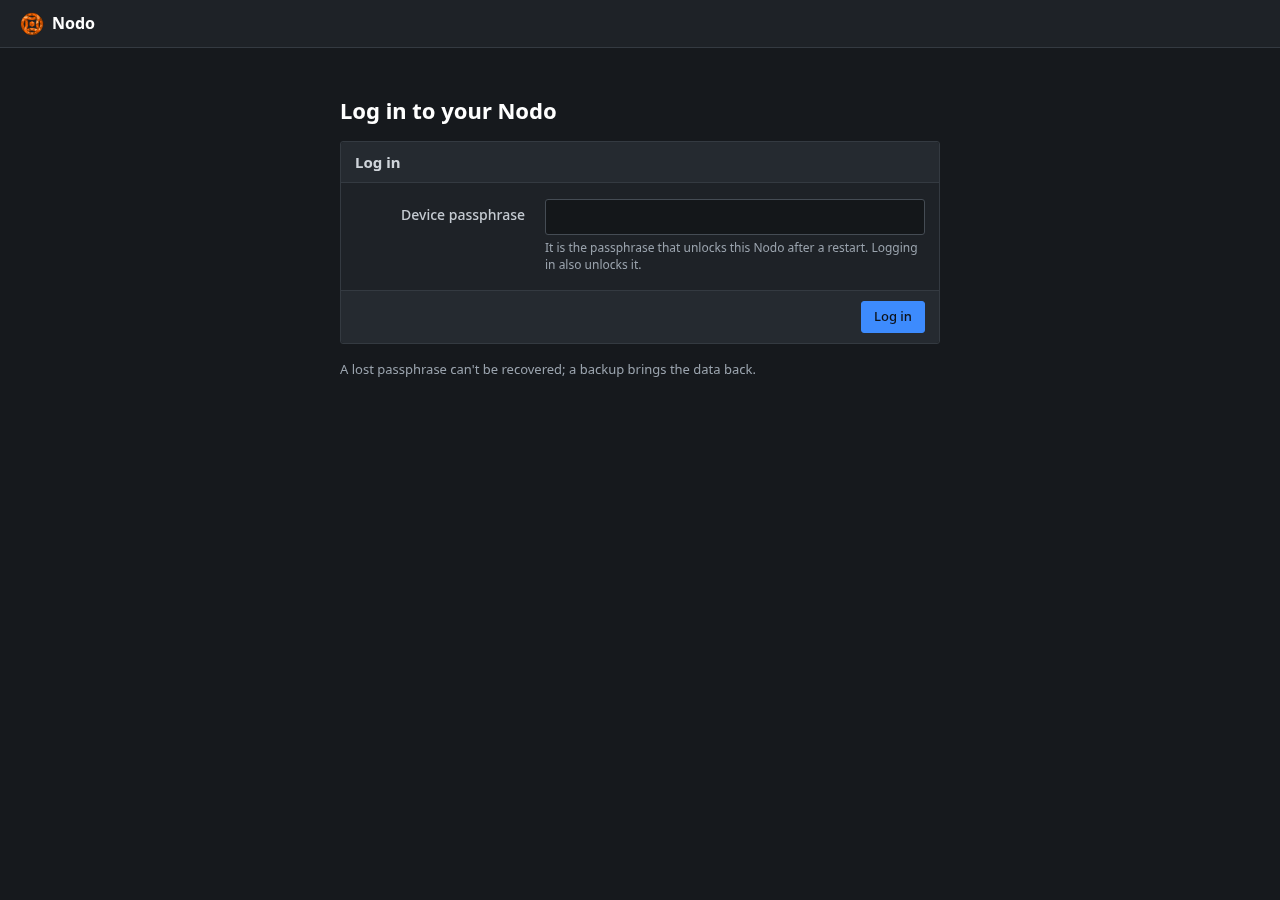 Nodo
Log in to your Nodo
Log in
Device passphrase
It is the passphrase that unlocks this Nodo after a restart. Logging
in also unlocks it.
Log in
A lost passphrase can't be recovered; a backup brings the data back.